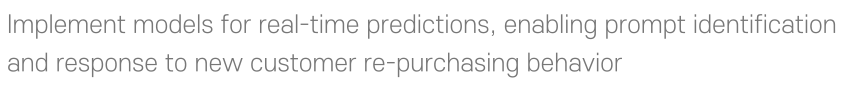 Implement models for real-time predictions, enabling prompt identification
and response to new customer re-purchasing behavior